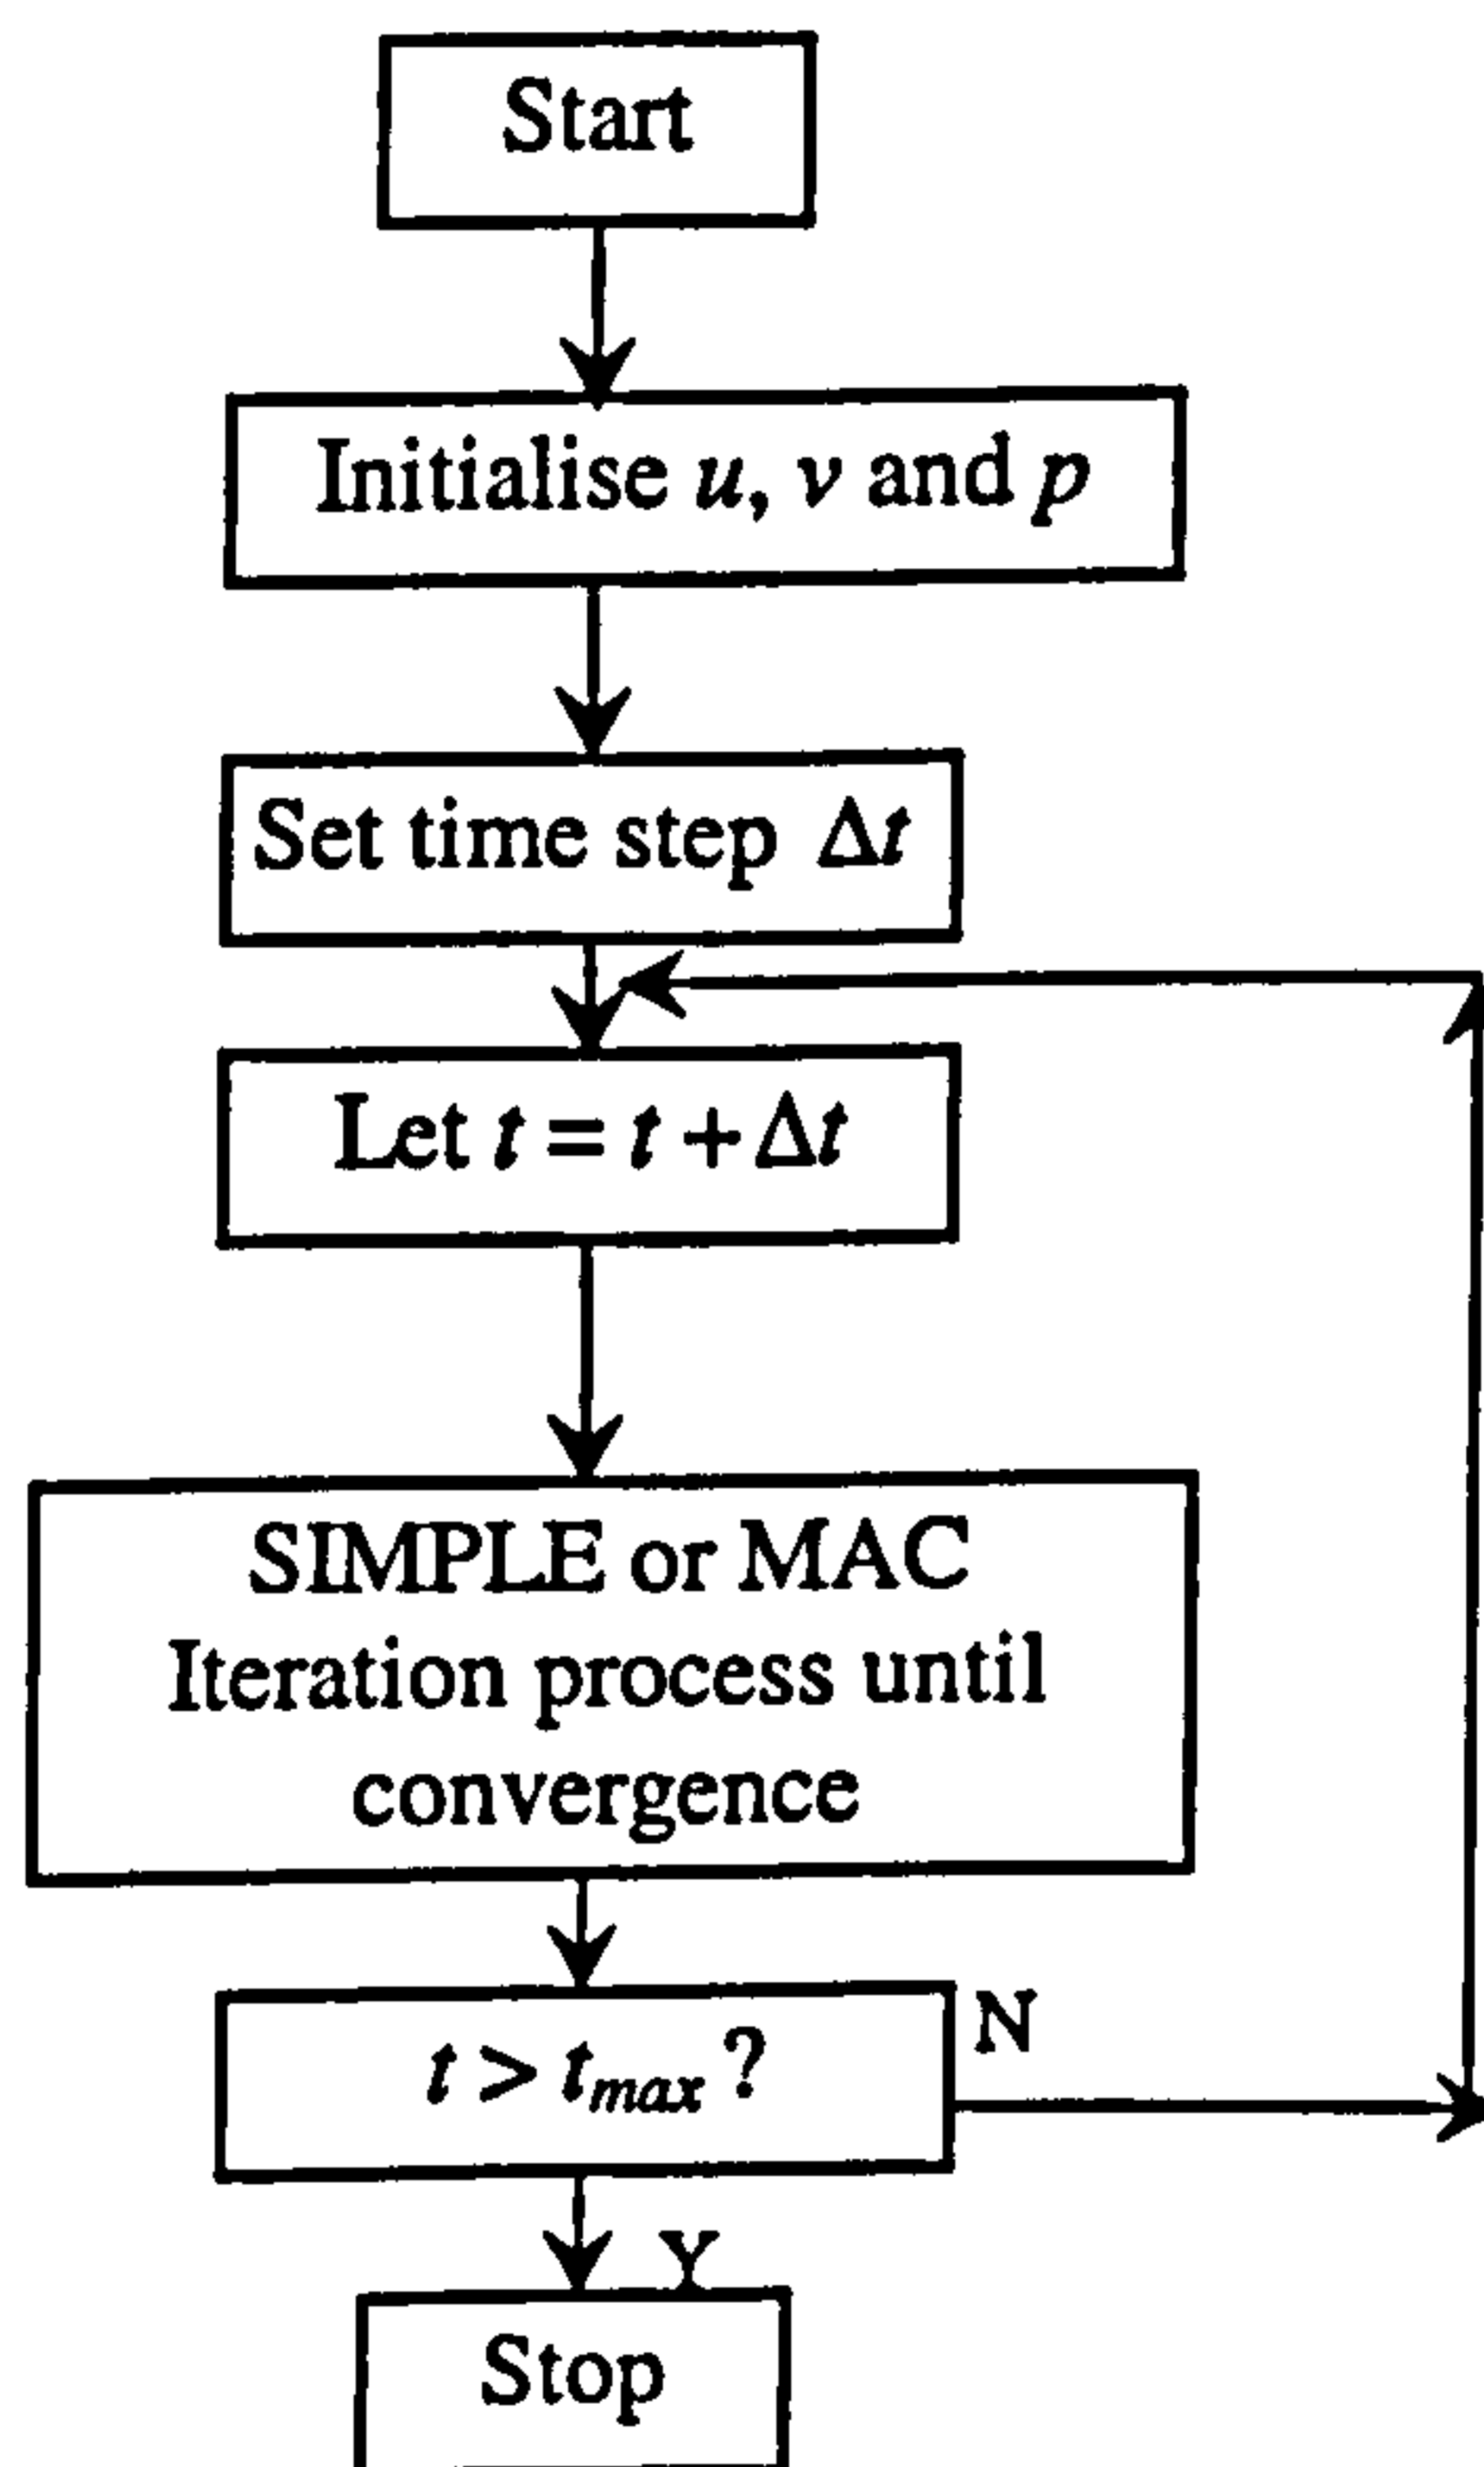 Start
Initialise u, v and p
Set time step Δt
Let t = t + Δt
SIMPLE or MAC
Iteration process until
convergence
t > tmax ?
N
Y
Stop